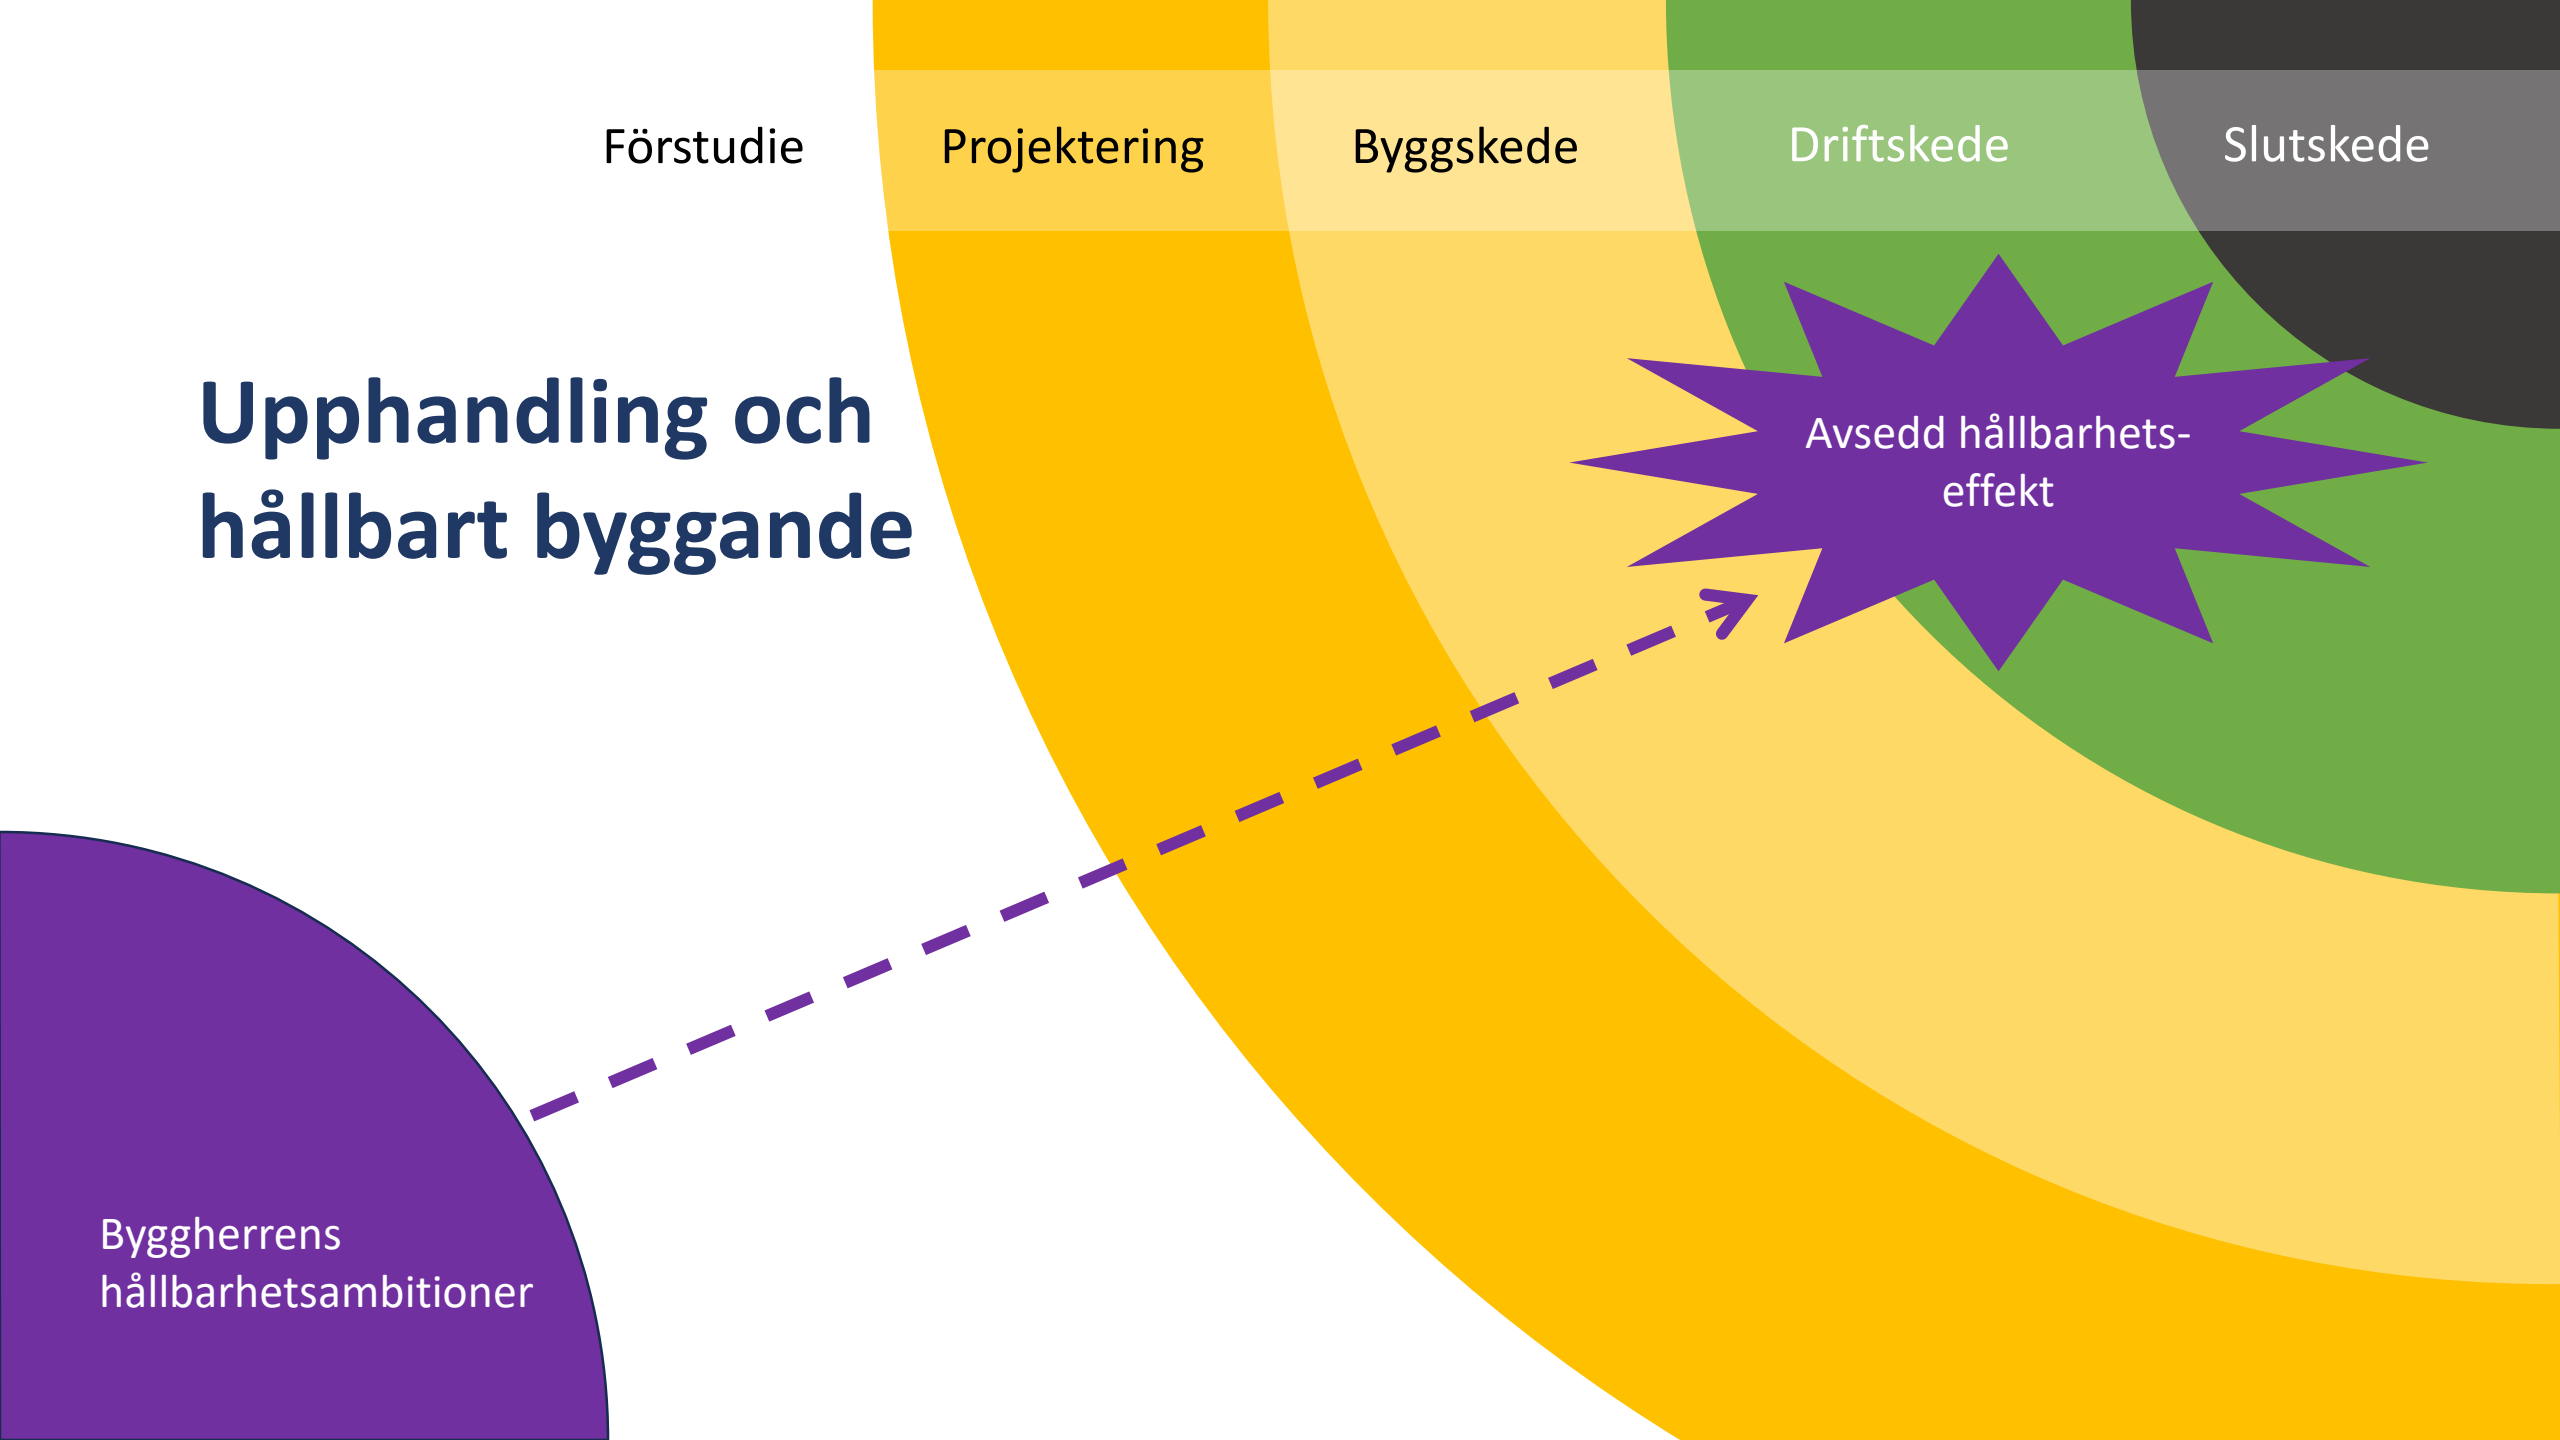 Förstudie
Projektering
Byggskede
Driftskede
Slutskede
Upphandling och
hållbart byggande
Avsedd hållbarhets-
effekt
Byggherrens
hållbarhetsambitioner